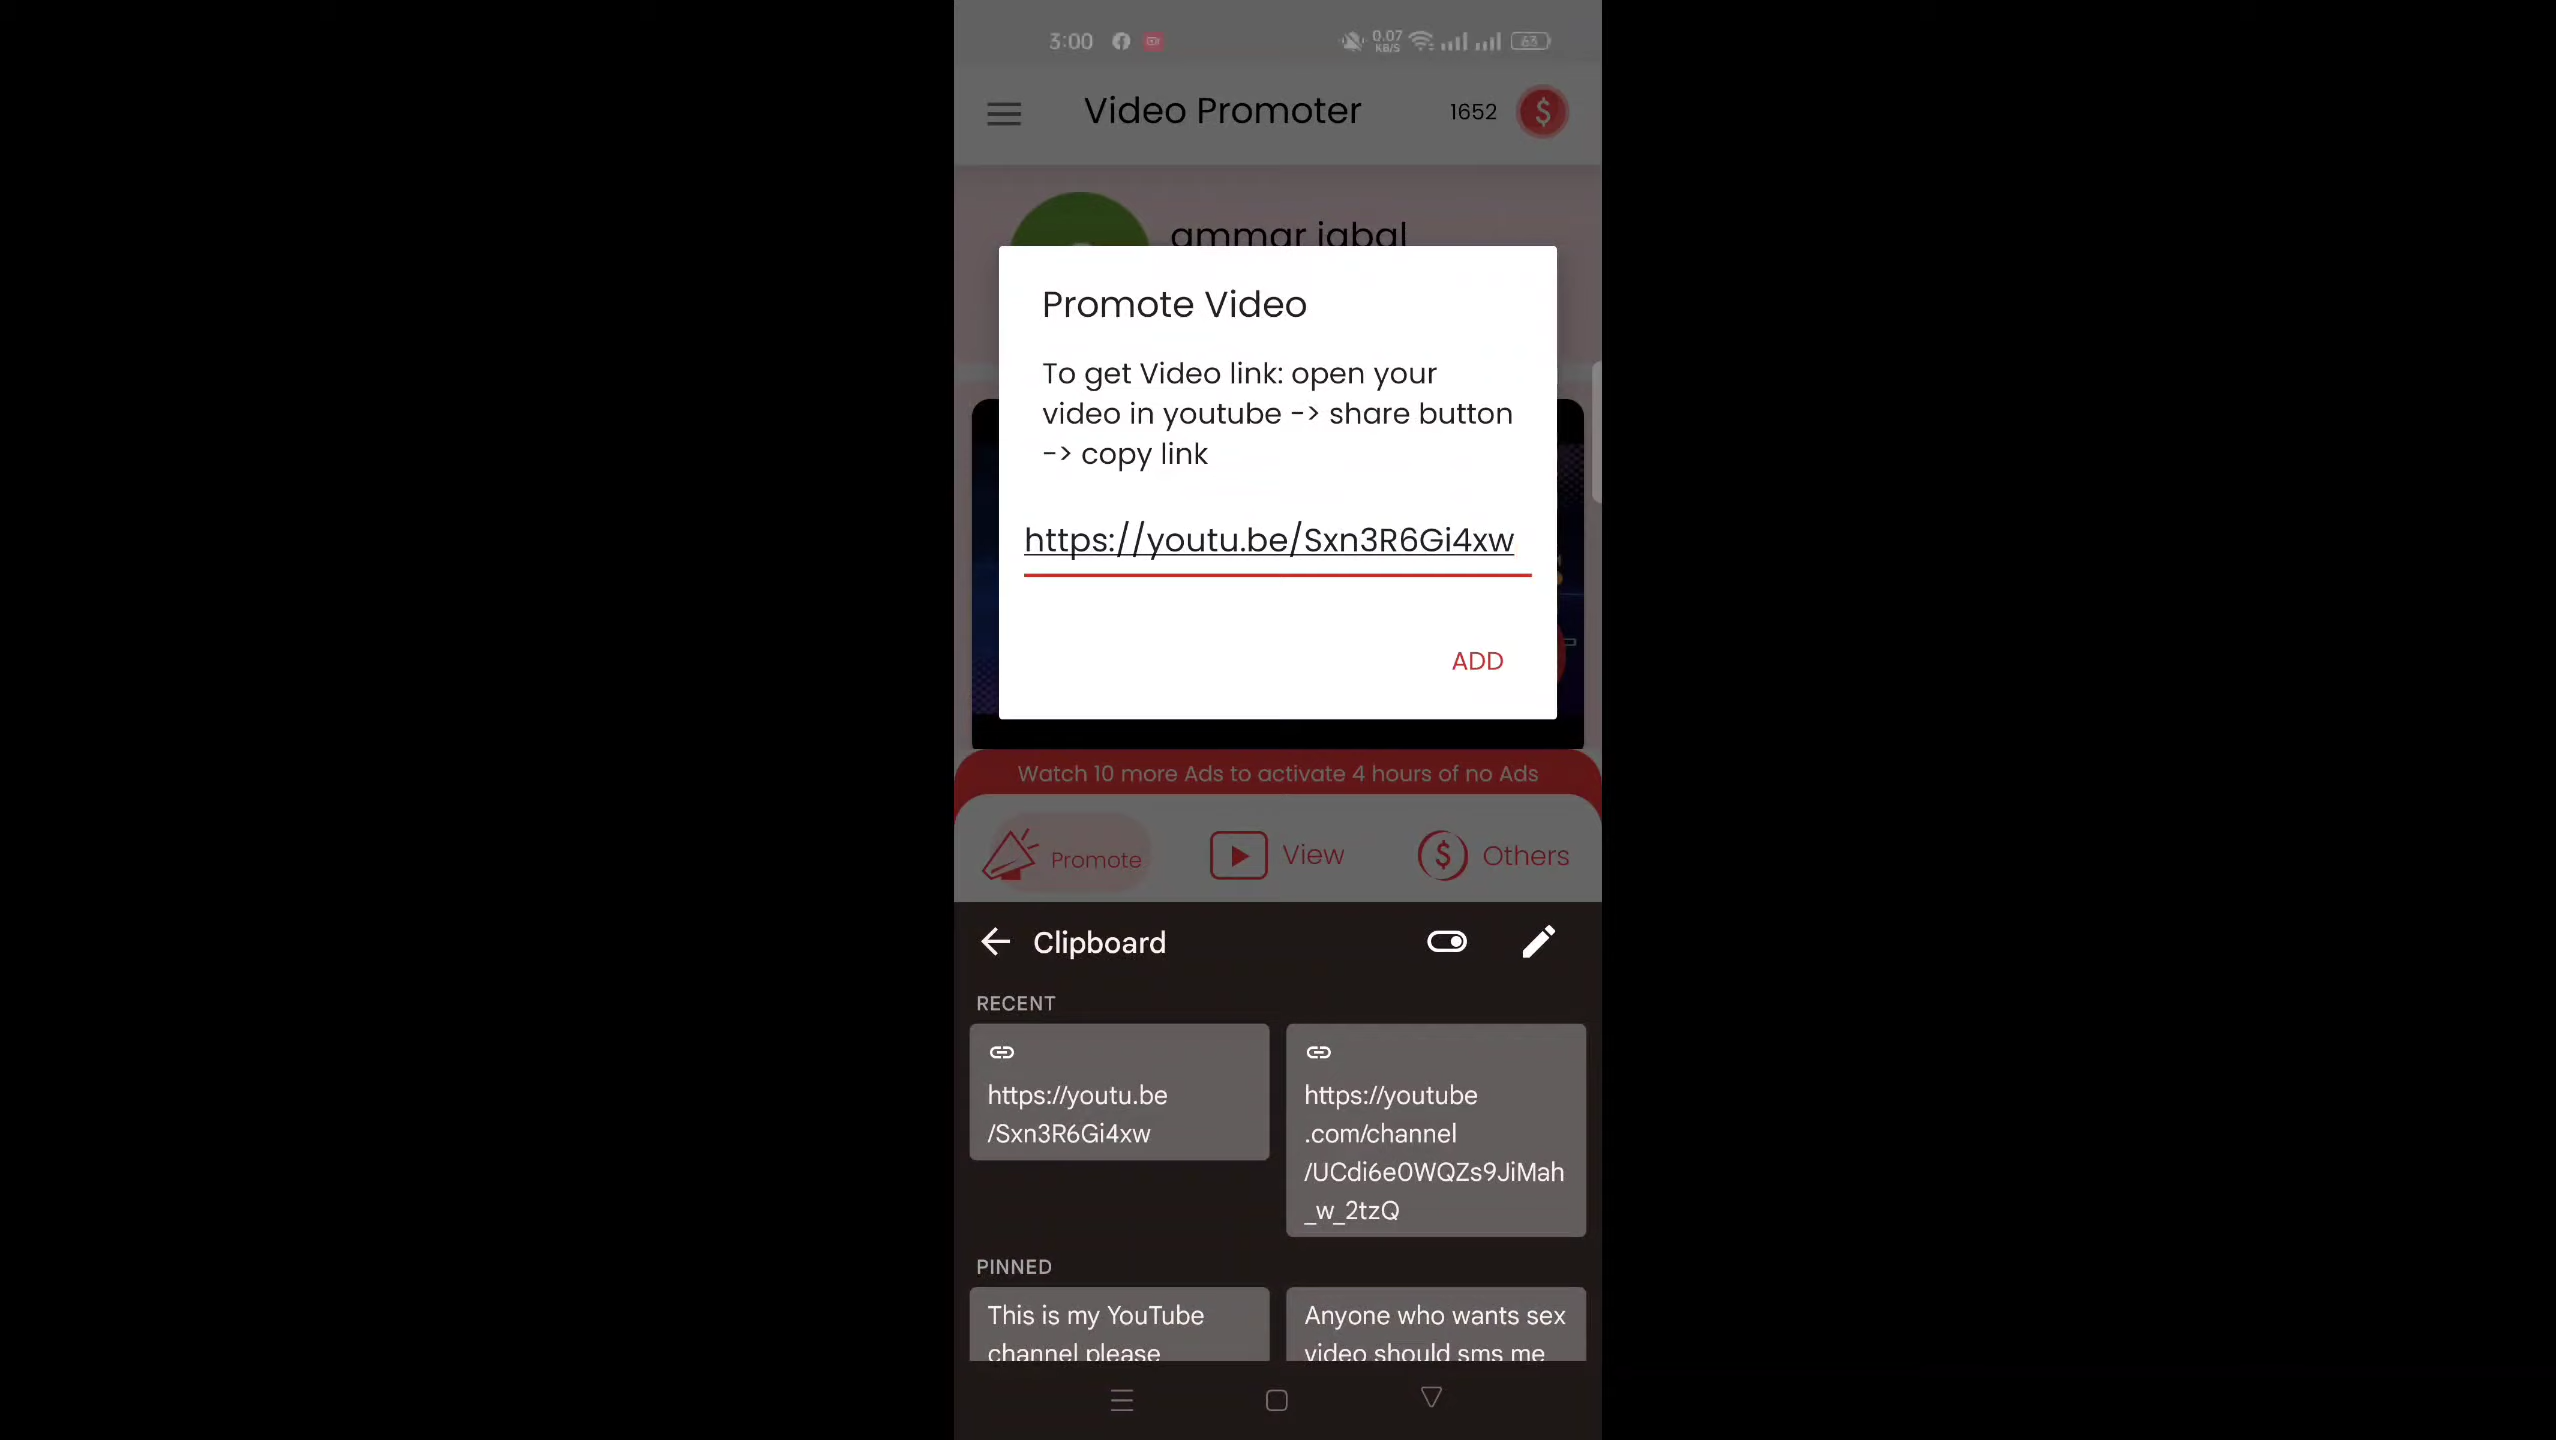 3:00 0.07 KB/S 63
Video Promoter 1652
ammar iqbal
Promote Video
To get Video link: open your
video in youtube -> share button
-> copy link
https://youtu.be/Sxn3R6Gi4xw
ADD
Watch 10 more Ads to activate 4 hours of no Ads
Promote View Others
Clipboard
RECENT
https://youtu.be
/Sxn3R6Gi4xw
https://youtube
.com/channel
/UCdi6e0WQZs9JiMah
_w_2tzQ
PINNED
This is my YouTube
channel please
Anyone who wants sex
video should sms me